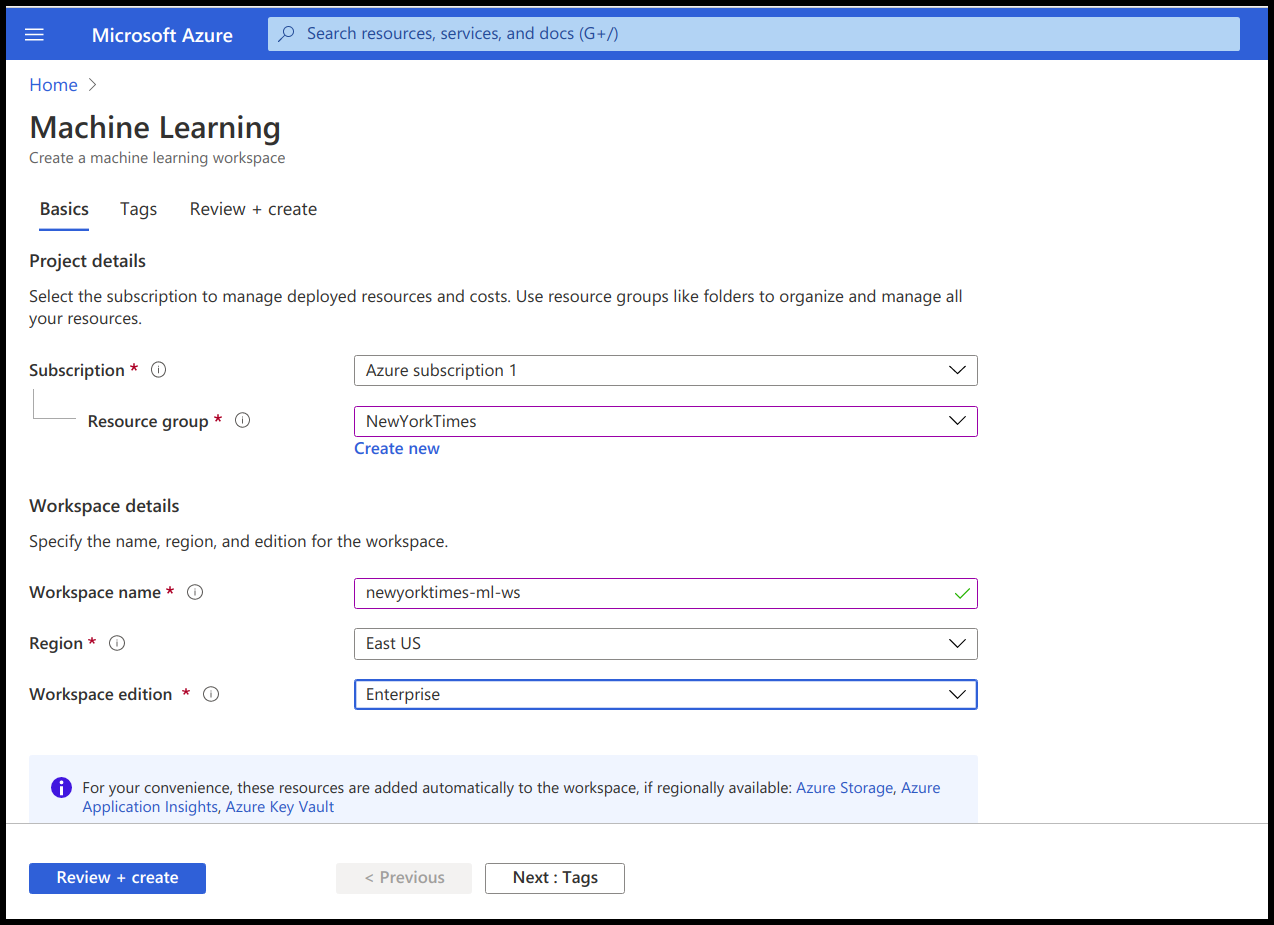 Microsoft Azure
Search resources, services, and docs (G+/)
Home
Machine Learning
Create a machine learning workspace
Basics Tags Review + create
Project details
Select the subscription to manage deployed resources and costs. Use resource groups like folders to organize and manage all
your resources.
Subscription *
Azure subscription 1
Resource group *
NewYorkTimes
Create new
Workspace details
Specify the name, region, and edition for the workspace.
Workspace name *
newyorktimes-ml-ws
Region *
East US
Workspace edition *
Enterprise
For your convenience, these resources are added automatically to the workspace, if regionally available: Azure Storage, Azure
Application Insights, Azure Key Vault
Review + create
< Previous
Next : Tags